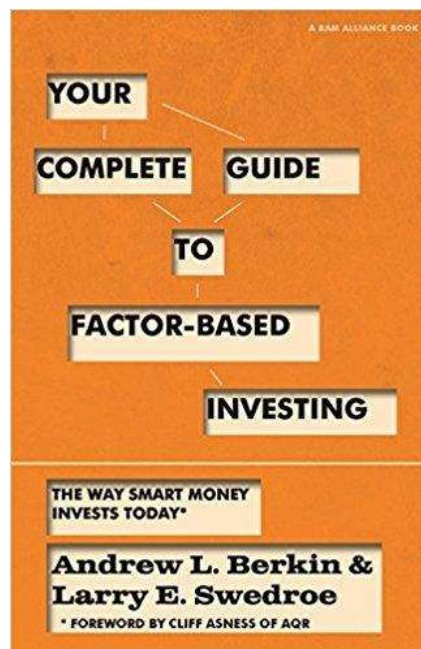 A BAM ALLIANCE BOOK
YOUR
COMPLETE GUIDE
TO
FACTOR-BASED
INVESTING
THE WAY SMART MONEY
INVESTS TODAY*
Andrew L. Berkin &
Larry E. Swedroe
* FOREWORD BY CLIFF ASNESS OF AQR